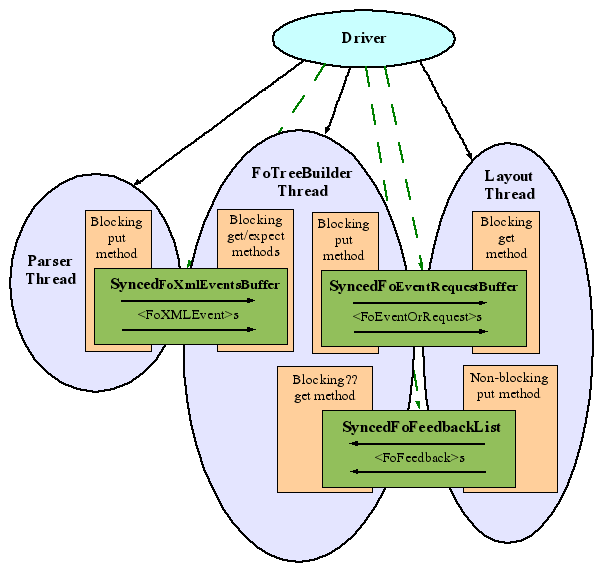 Driver
FoTreeBuilder
Thread
Layout
Thread
Parser
Thread
Blocking
put
method
Blocking
get/expect
methods
Blocking
put
method
Blocking
get
method
SyncedFoXmlEventsBuffer
<FoXMLEvent>s
SyncedFoEventRequestBuffer
<FoEventOrRequest>s
Blocking??
get method
Non-blocking
put method
SyncedFoFeedbackList
<FoFeedback>s